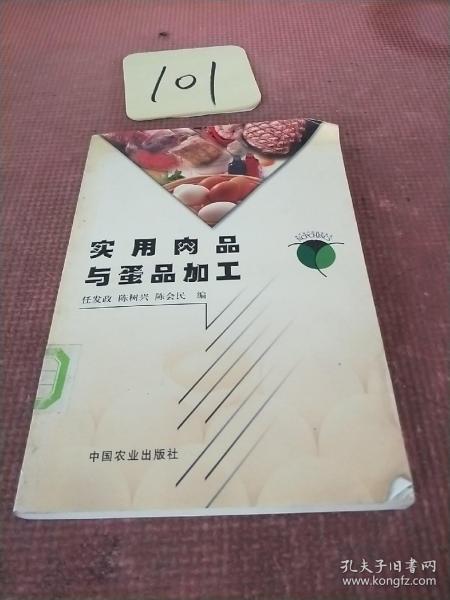 101
实用肉品
与蛋品加工
任发政 陈树兴 陈会民 编
中国农业出版社
孔夫子旧书网
www.kongfz.com